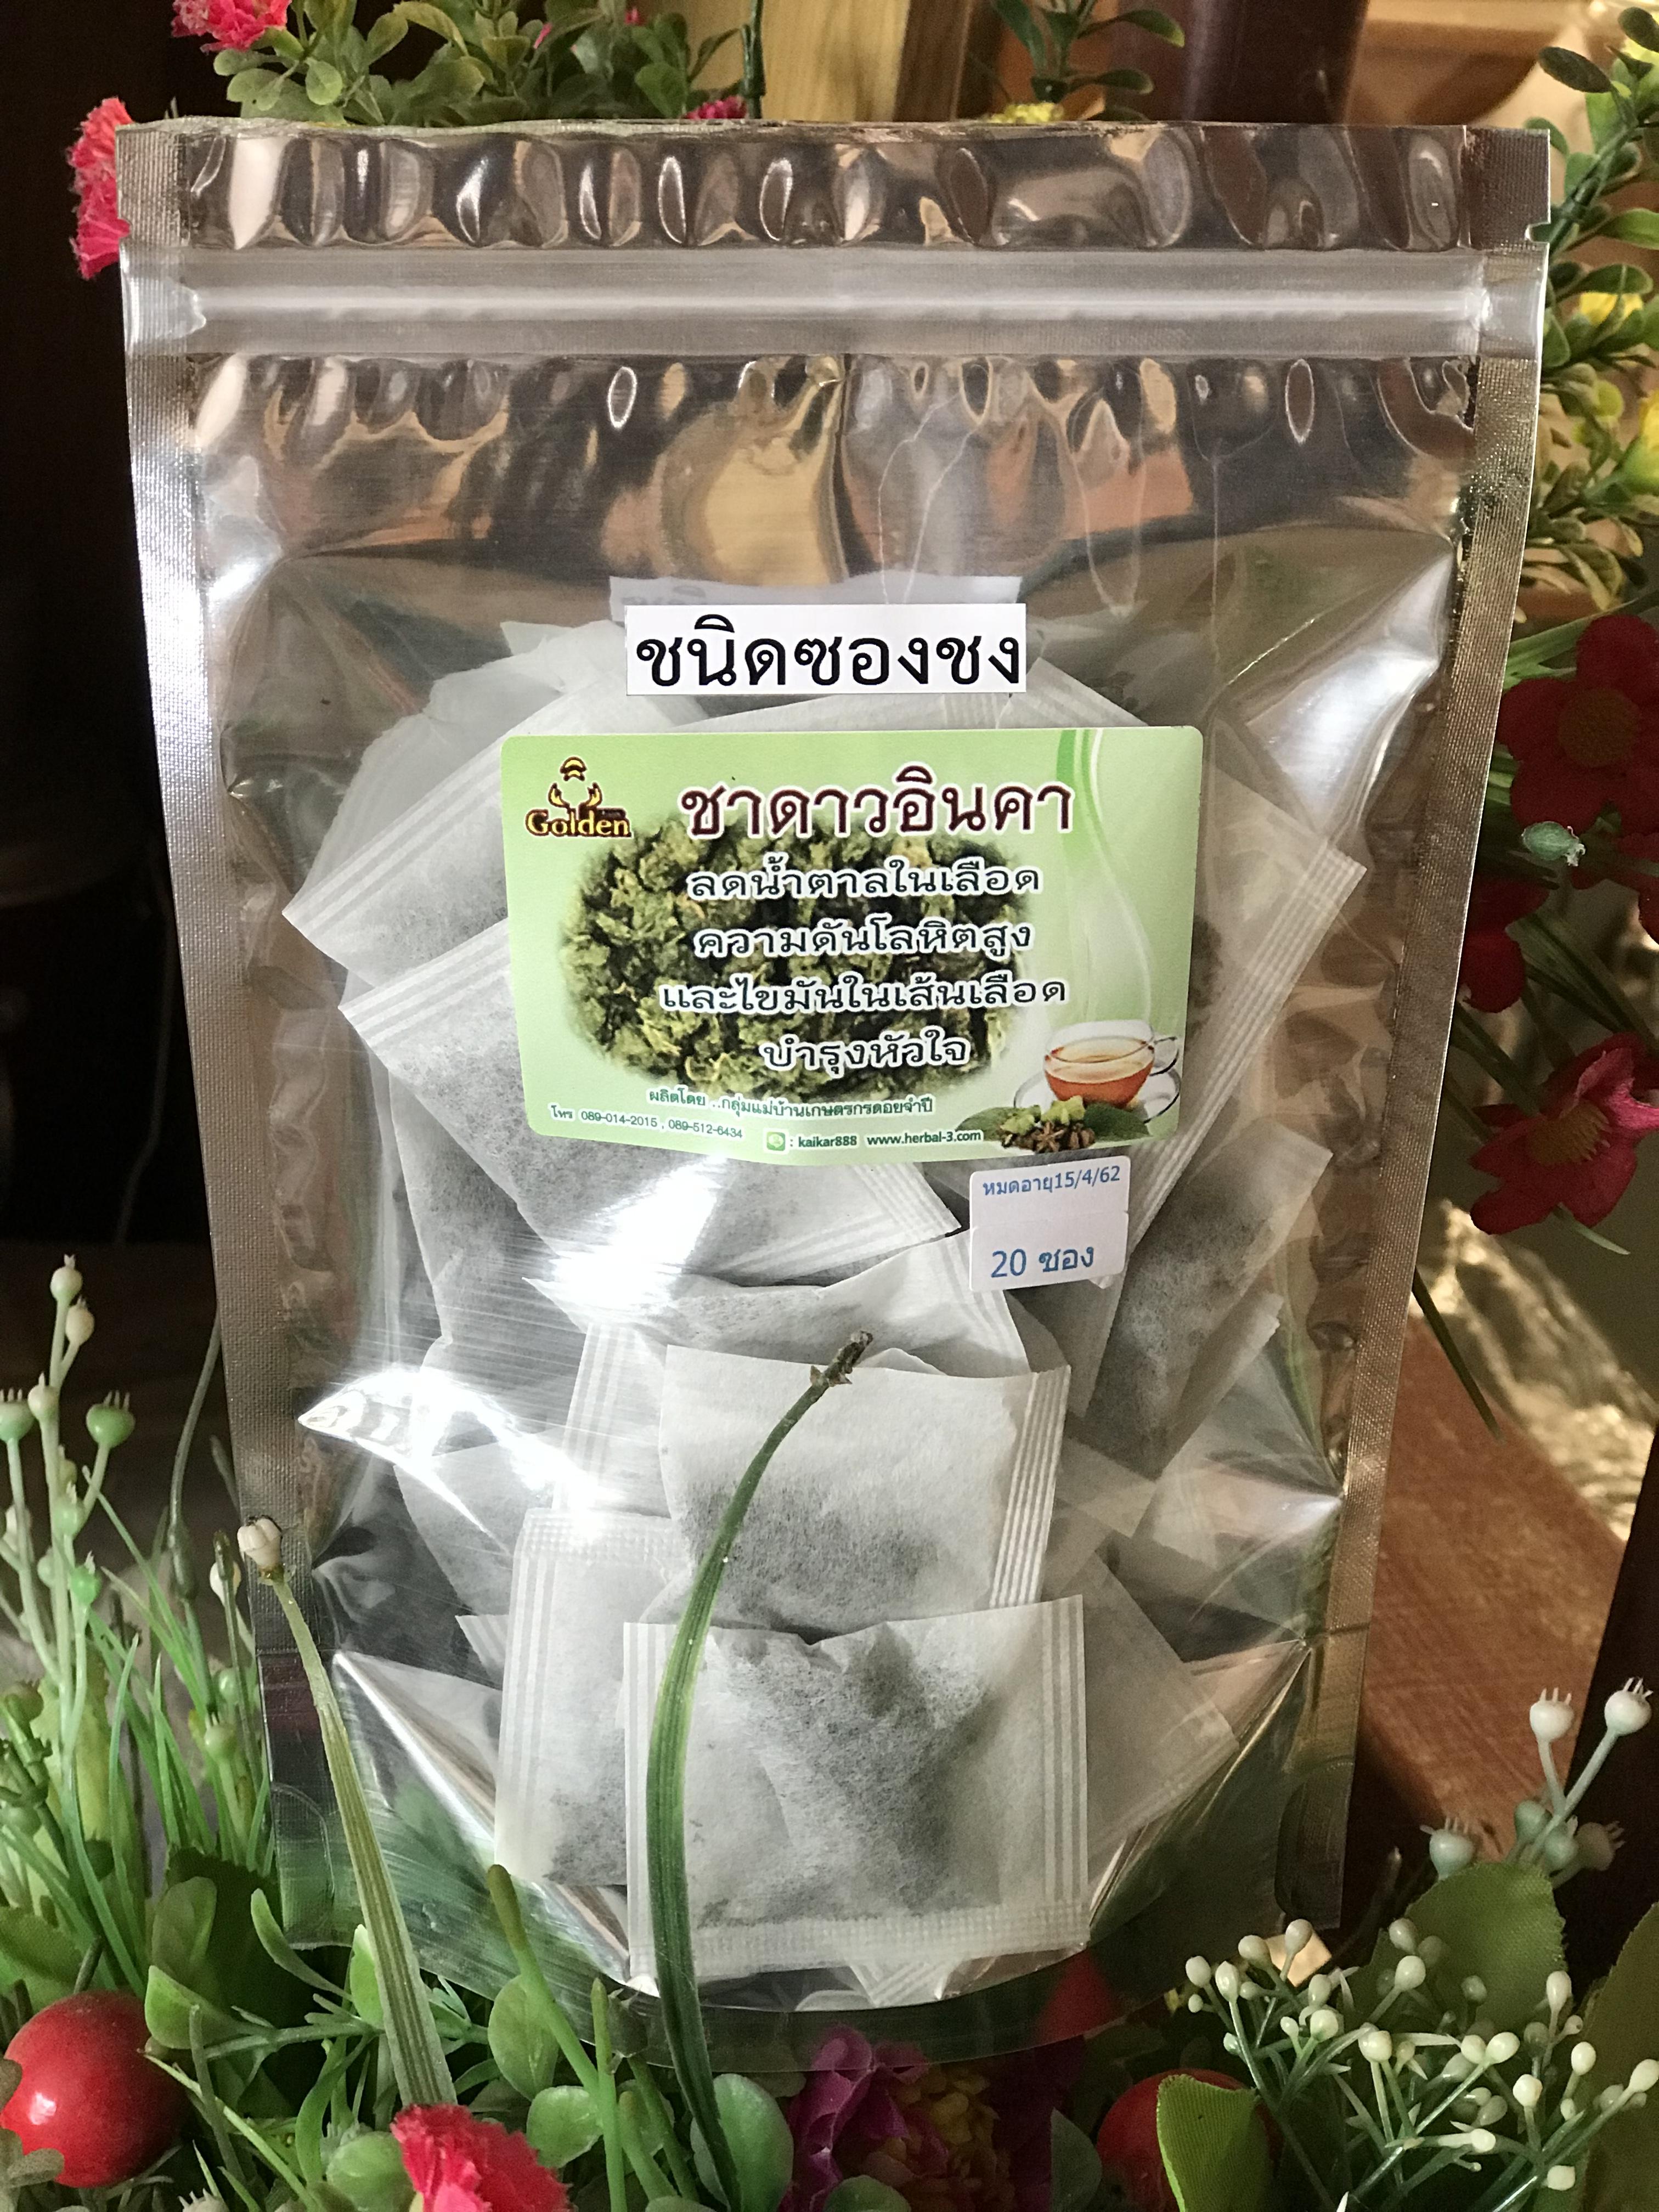 ชนิดซองชง
Golden
ชาดาวอินคา
ลดน้ำตาลในเลือด
ความดันโลหิตสูง
และไขมันในเส้นเลือด
บำรุงหัวใจ
ผลิตโดย ..กลุ่มแม่บ้านเกษตรกรดอยจำปี
โทร 089-014-2015 , 089-512-6434
: kaikar888 www.herbal-3.com
หมดอายุ15/4/62
20 ซอง